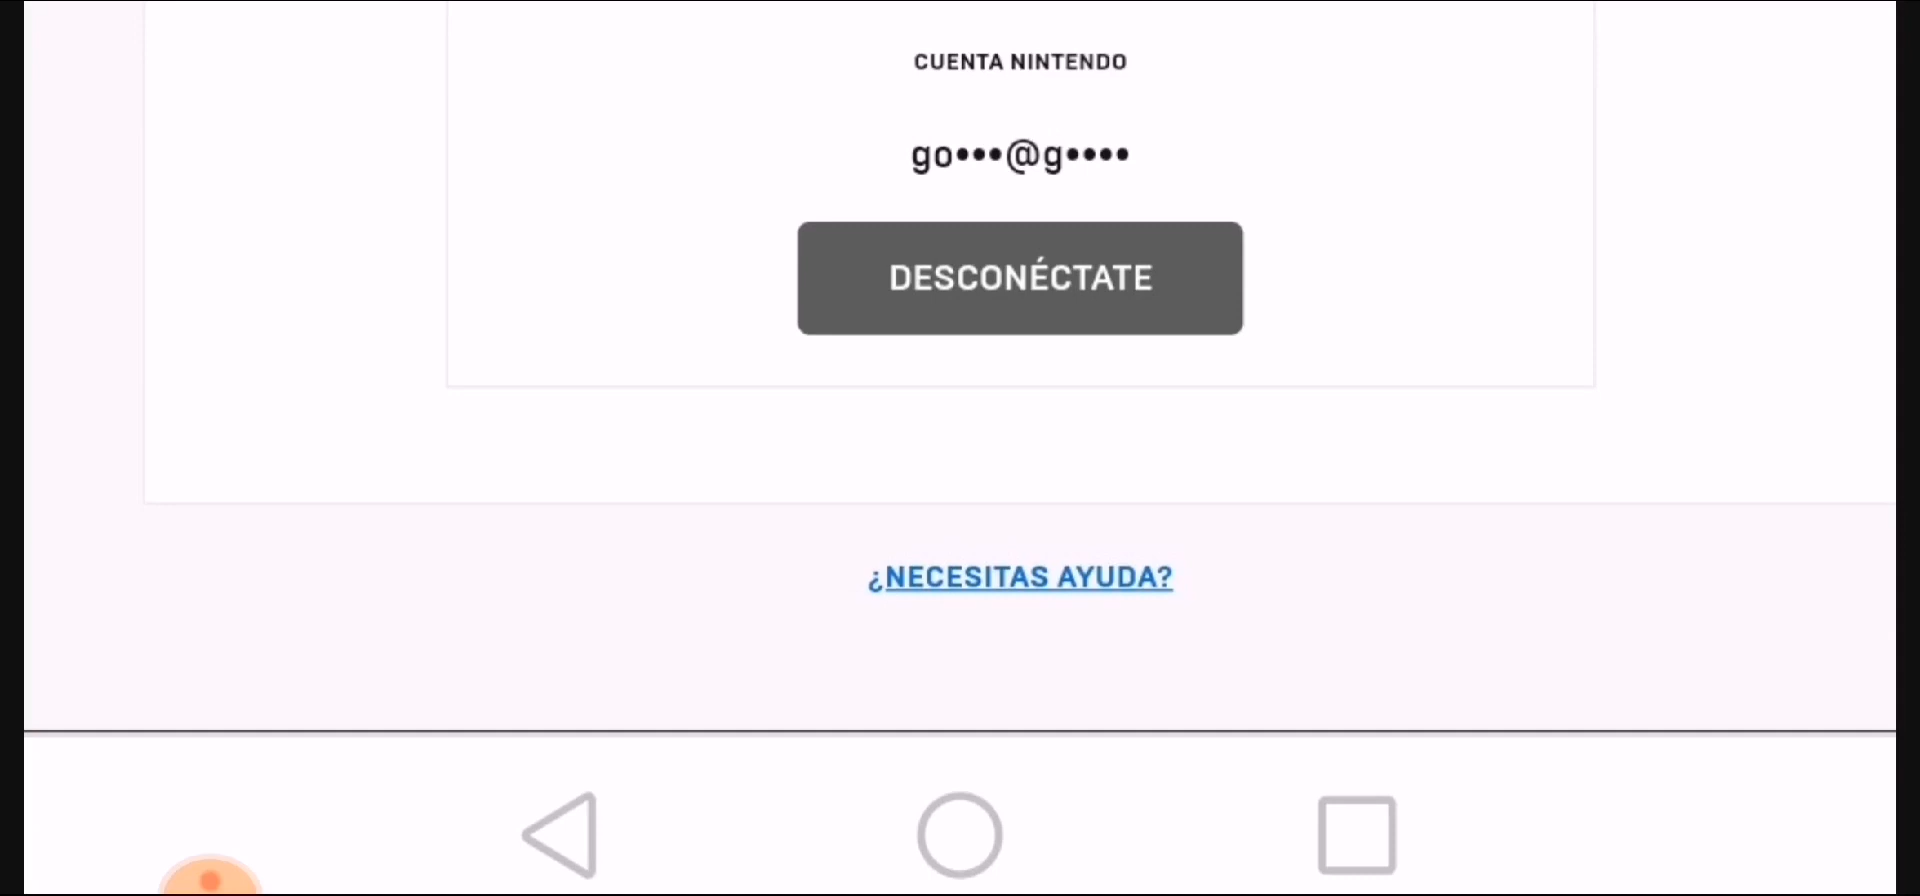 CUENTA NINTENDO
go•••@g••••
DESCONÉCTATE
¿NECESITAS AYUDA?